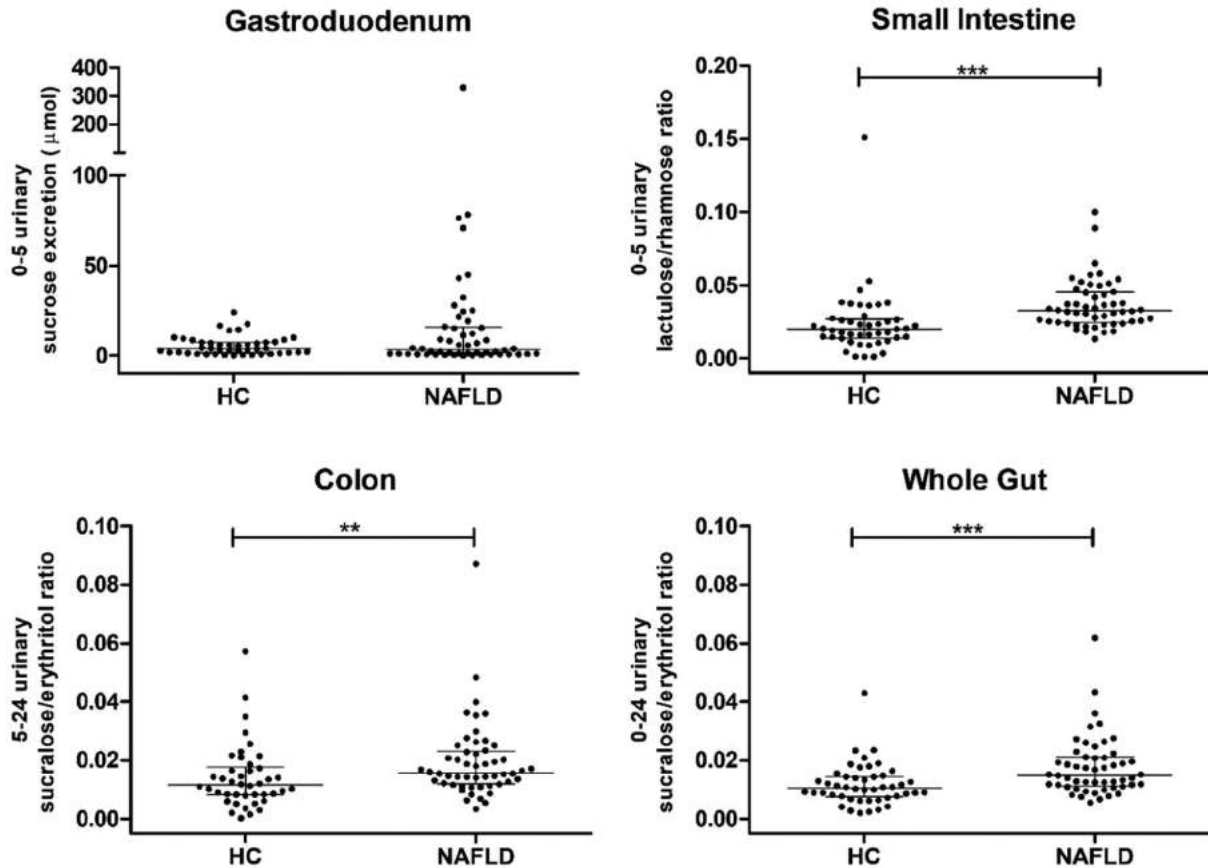 Gastroduodenum
0-5 urinary
sucrose excretion ( μmol)
400
300
200
100
50
0
HC
NAFLD
Small Intestine
0-5 urinary
lactulose/rhamnose ratio
0.20
0.15
0.10
0.05
0.00
***
HC
NAFLD
Colon
5-24 urinary
sucralose/erythritol ratio
0.10
0.08
0.06
0.04
0.02
0.00
**
HC
NAFLD
Whole Gut
0-24 urinary
sucralose/erythritol ratio
0.10
0.08
0.06
0.04
0.02
0.00
***
HC
NAFLD